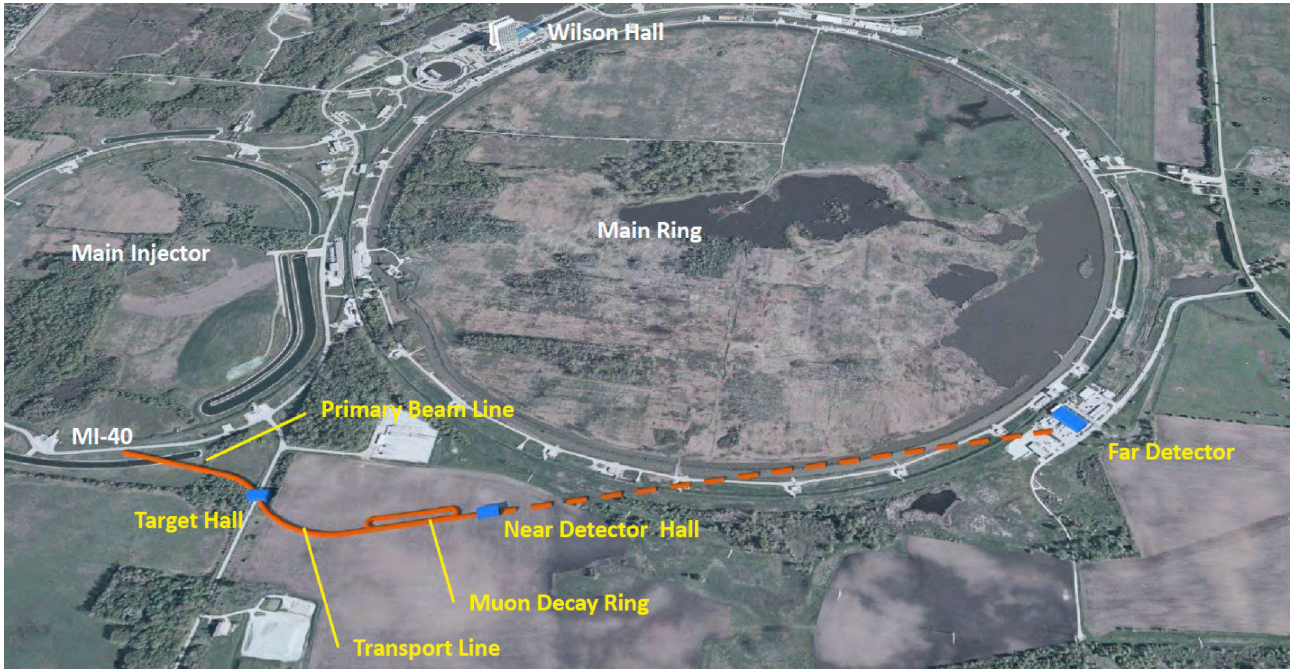 Wilson Hall
Main Ring
Main Injector
Primary Beam Line
MI-40
Far Detector
Target Hall
Near Detector  Hall
Muon Decay Ring
Transport Line